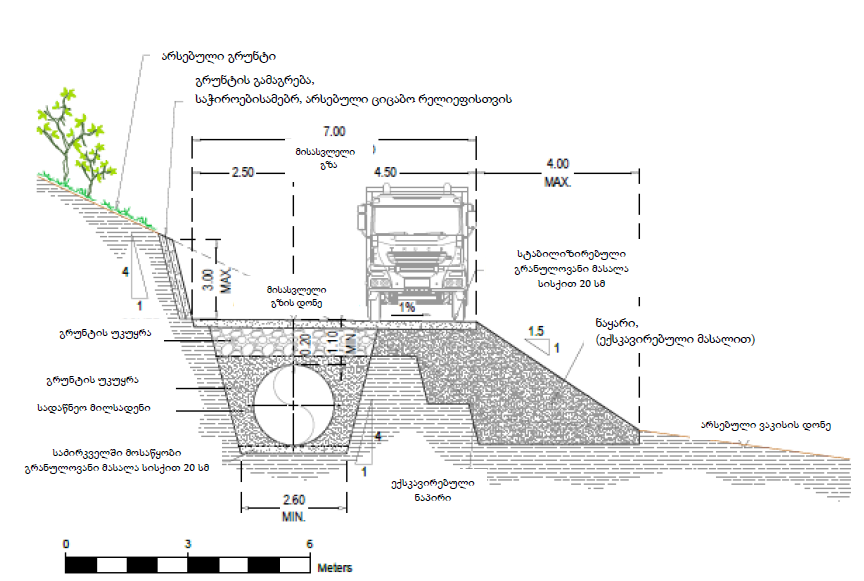 არსებული გრუნტი
გრუნტის გამაგრება,
საჭიროებისამებრ, არსებული ციცაბო რელიეფისთვის
7.00
მისასვლელი
გზა
2.50
4.50
4.00
MAX.
4
1
3.00
MAX.
მისასვლელი
გზის დონე
1%
სტაბილიზირებული
გრანულოვანი მასალა
სისქით 20 სმ
1.5
1
ნაყარი,
(ექსკავირებული მასალით)
გრუნტის უკუყრა
0.20
1.10
MIN.
გრუნტის უკუყრა
სადაწნეო მილსადენი
არსებული ვაკისის დონე
4
1
საძირკველში მოსაწყობი
გრანულოვანი მასალა სისქით 20 სმ
ექსკავირებული
ნაპირი
2.60
MIN.
0 3 6
Meters